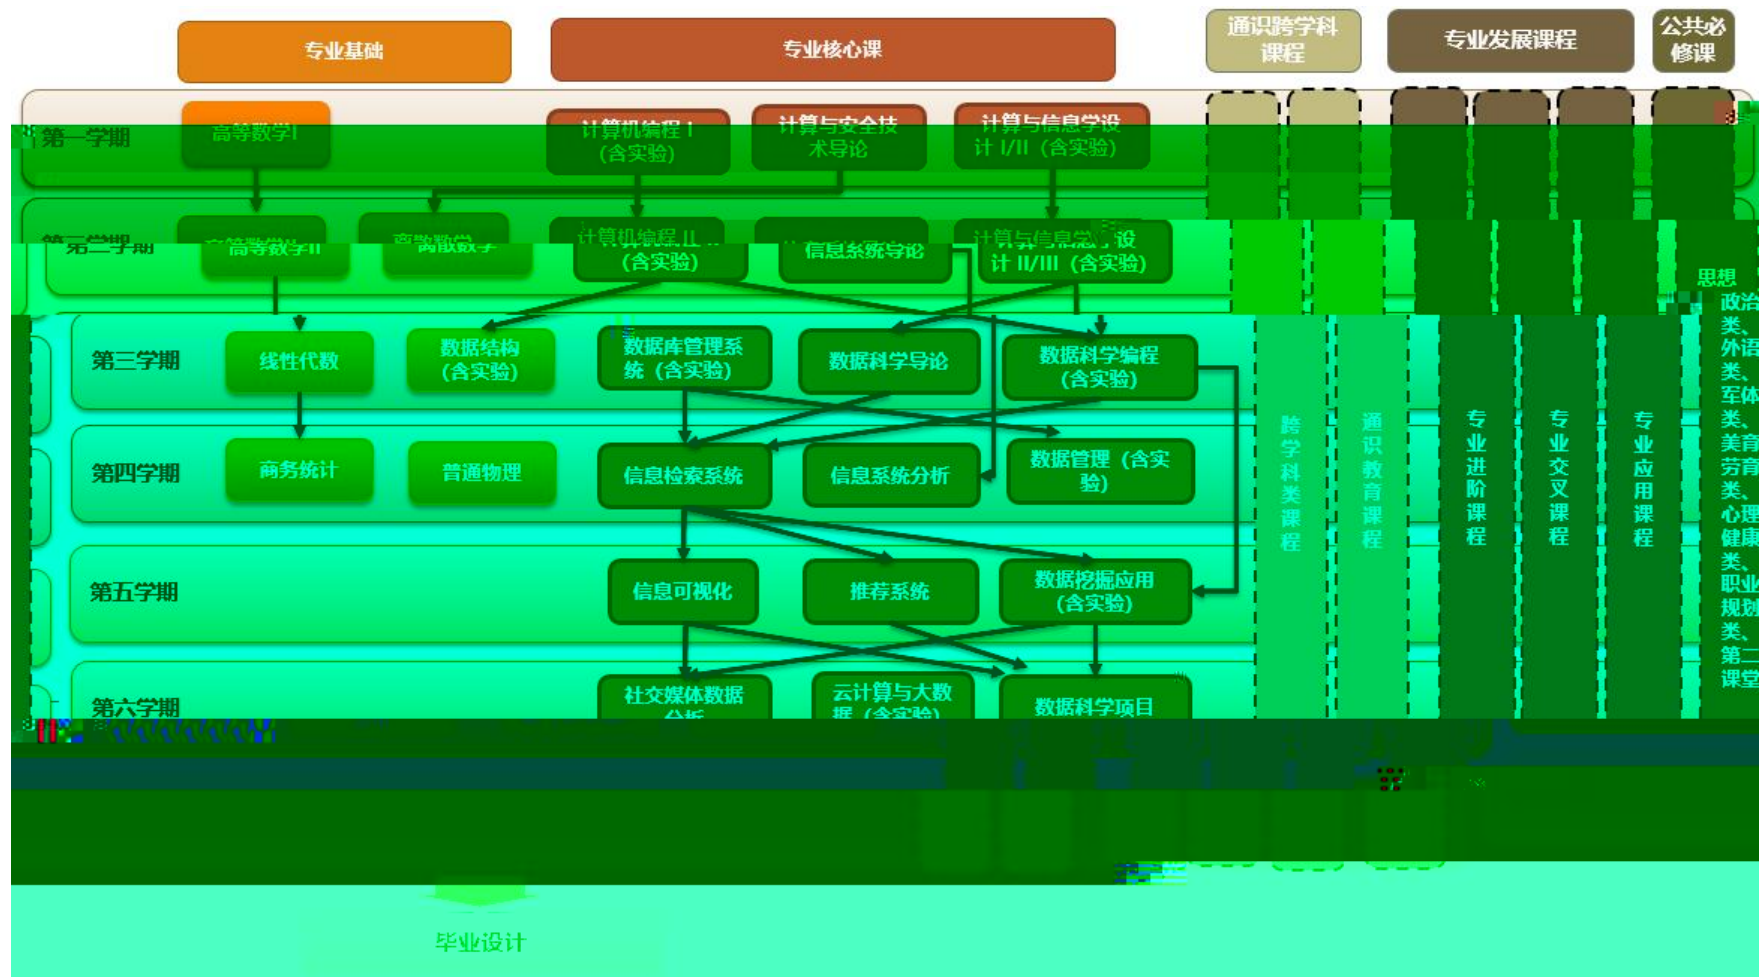 专业基础
专业核心课
通识跨学科
课程
专业发展课程
公共必
修课
第一学期
高等数学I
计算机编程 I
(含实验)
计算与安全技
术导论
计算与信息学设
计 I/II (含实验)
第二学期
高等数学II
离散数学
计算机编程 II
(含实验)
信息系统导论
计算与信息学设
计 II/III (含实验)
第三学期
线性代数
数据结构
(含实验)
数据库管理系
统 (含实验)
数据科学导论
数据科学编程
(含实验)
第四学期
商务统计
普通物理
信息检索系统
信息系统分析
数据管理 (含实
验)
第五学期
信息可视化
推荐系统
数据挖掘应用
(含实验)
第六学期
社交媒体数据
分析
云计算与大数
据 (含实验)
数据科学项目
跨学科类课程
通识教育课程
专业进阶课程
专业交叉课程
专业应用课程
思想
政治
类、
外语
类、
军体
类、
美育
劳育
类、
心理
健康
类、
职业
规划
类、
第二
课堂
毕业设计